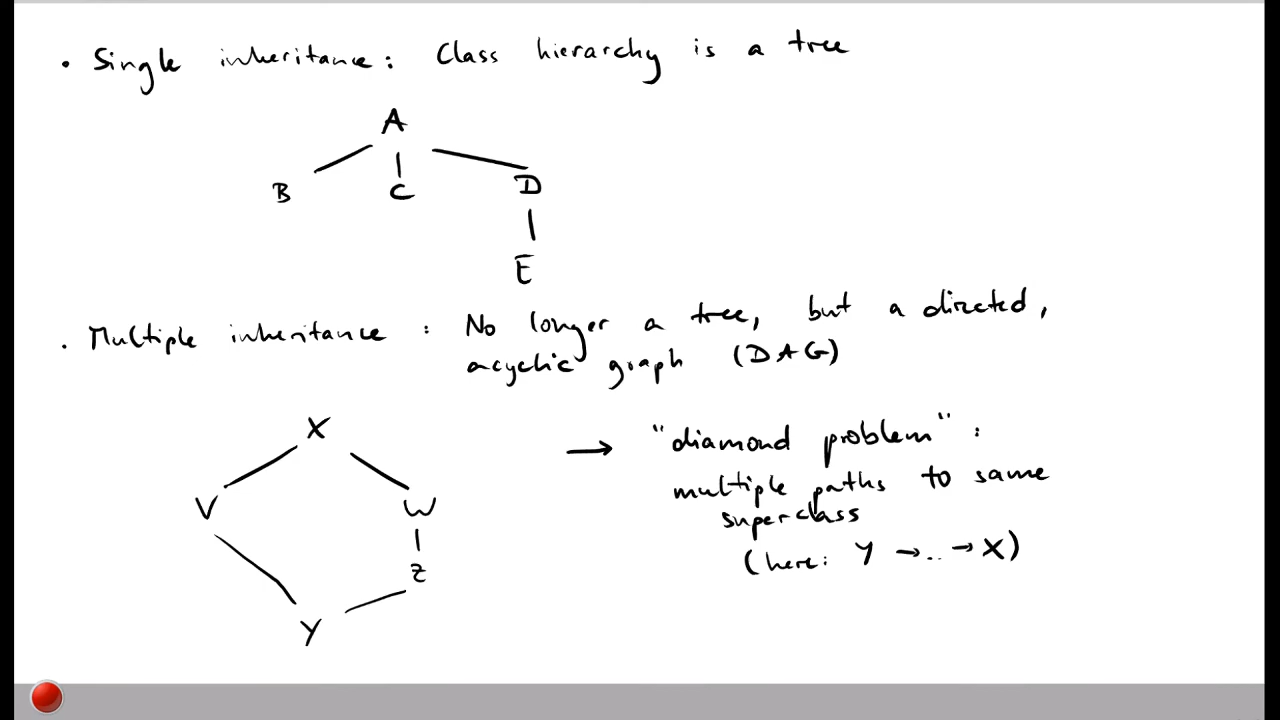 • Single inheritance: Class hierarchy is a tree
A
B C D
E
• Multiple inheritance: No longer a tree, but a directed,
acyclic graph (DAG)
X
→ "diamond problem":
multiple paths to same
V W
superclass
(here: Y →..→ X)
Z
Y